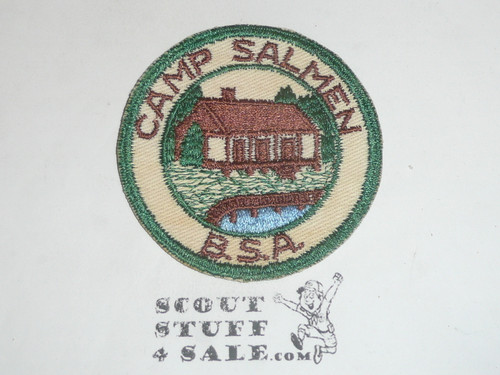 CAMP SALMEN
B.S.A.
SCOUT
STUFF
4 SALE.com